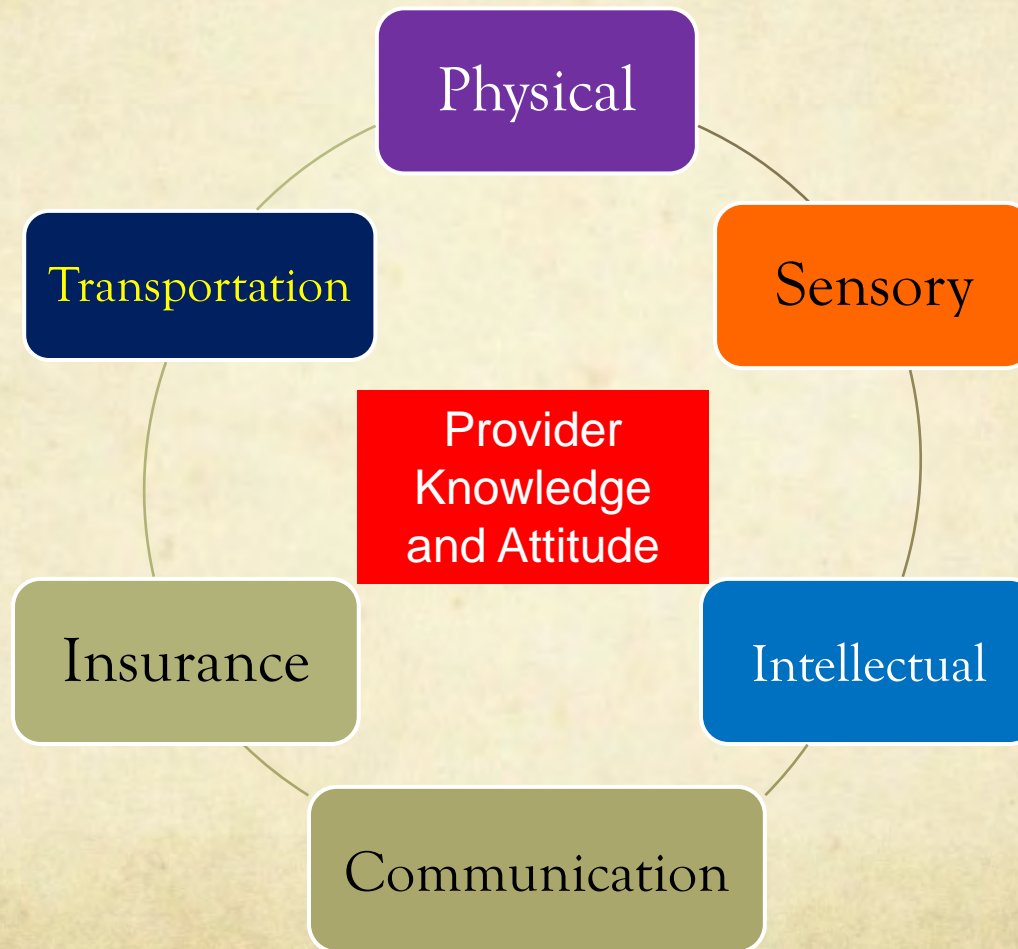 Physical
Transportation
Sensory
Provider
Knowledge
and Attitude
Insurance
Intellectual
Communication